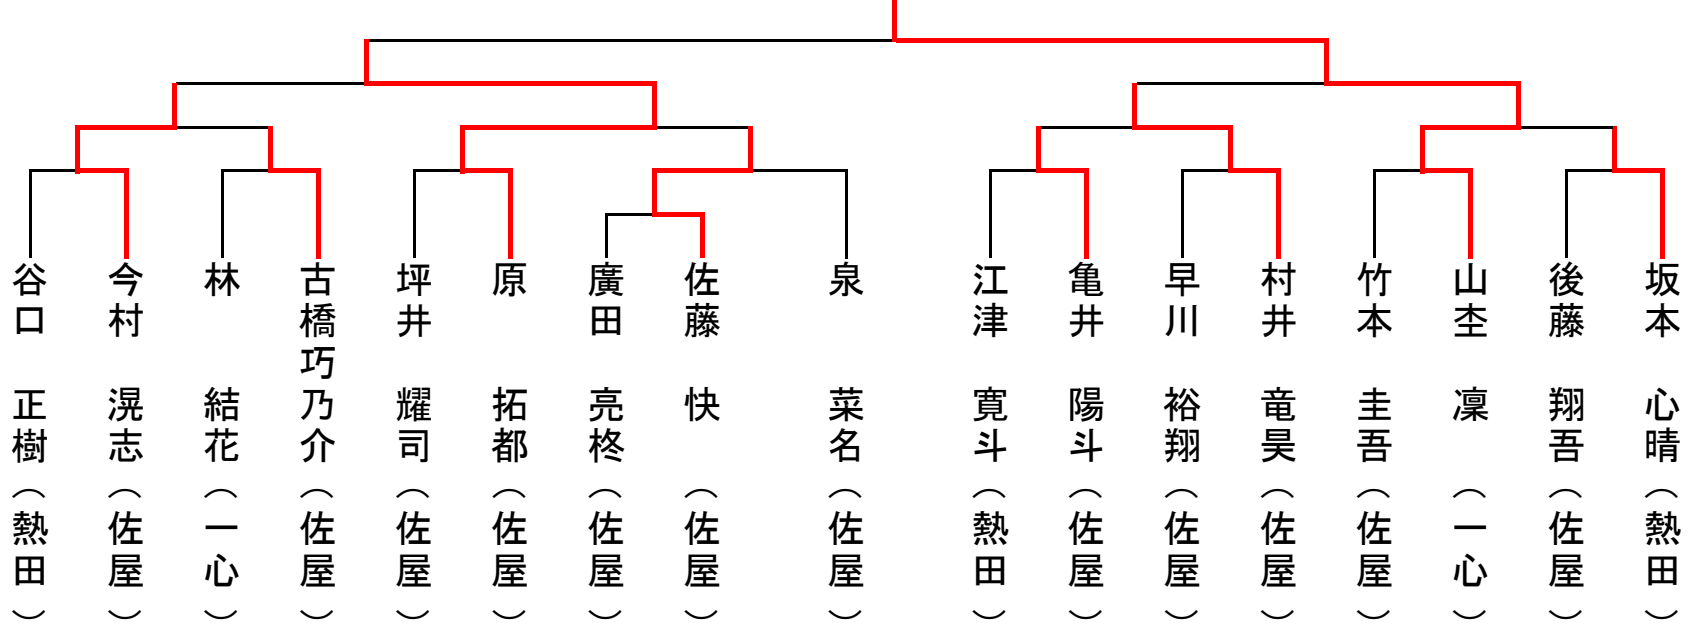 谷口　正樹（熱田）
今村　滉志（佐屋）
林　結花（一心）
古橋巧乃介（佐屋）
坪井　耀司（佐屋）
原　拓都（佐屋）
廣田　亮柊（佐屋）
佐藤　快（佐屋）
泉　菜名（佐屋）
江津　寛斗（熱田）
亀井　陽斗（佐屋）
早川　裕翔（佐屋）
村井　竜昊（佐屋）
竹本　圭吾（佐屋）
山杢　凜（一心）
後藤　翔吾（佐屋）
坂本　心晴（熱田）